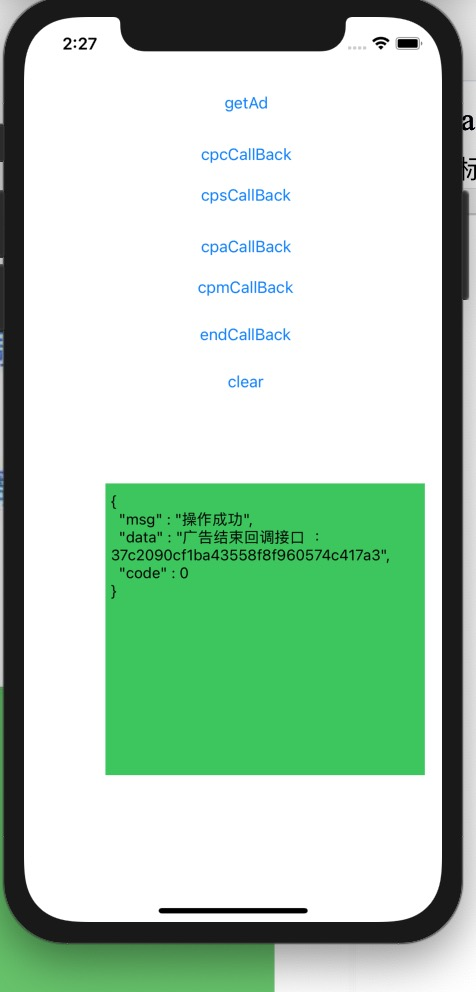 2:27
getAd
cpcCallBack
cpsCallBack
cpaCallBack
cpmCallBack
endCallBack
clear
{
"msg" : "操作成功",
"data" : "广告结束回调接口 ：
37c2090cf1ba43558f8f960574c417a3",
"code" : 0
}